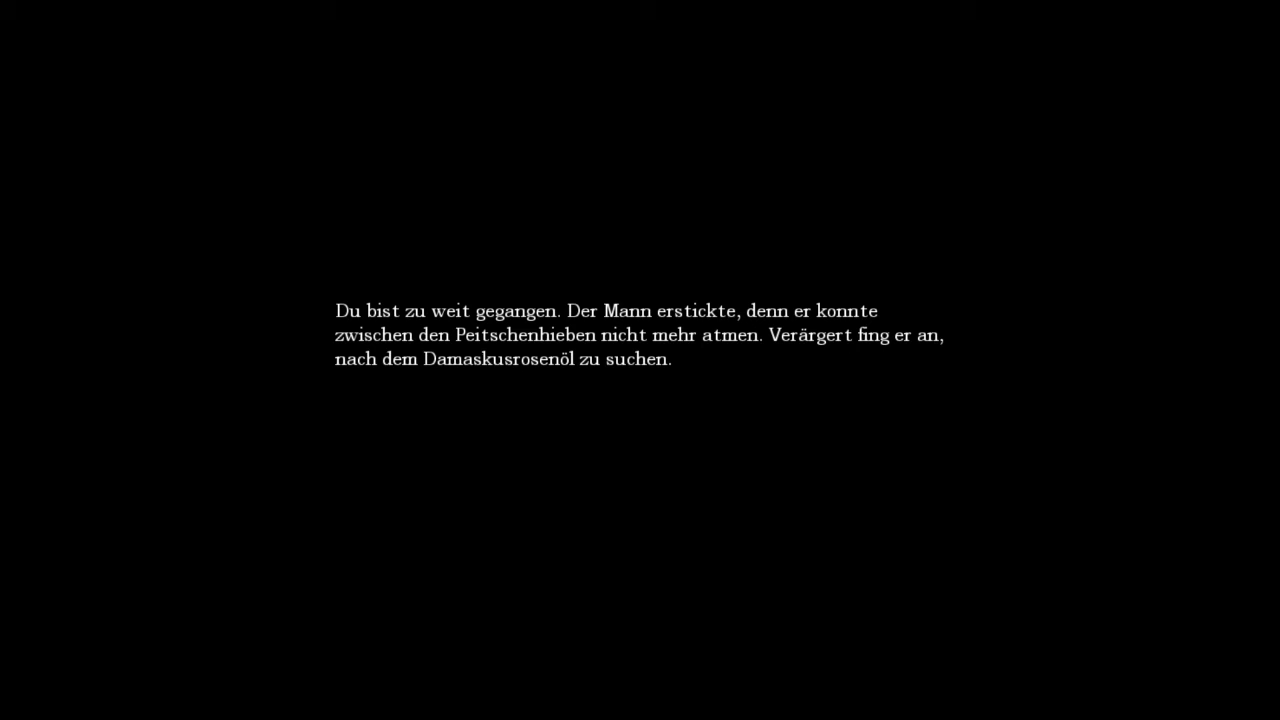 Du bist zu weit gegangen. Der Mann erstickte, denn er konnte
zwischen den Peitschenhieben nicht mehr atmen. Verärgert fing er an,
nach dem Damaskusrosenöl zu suchen.